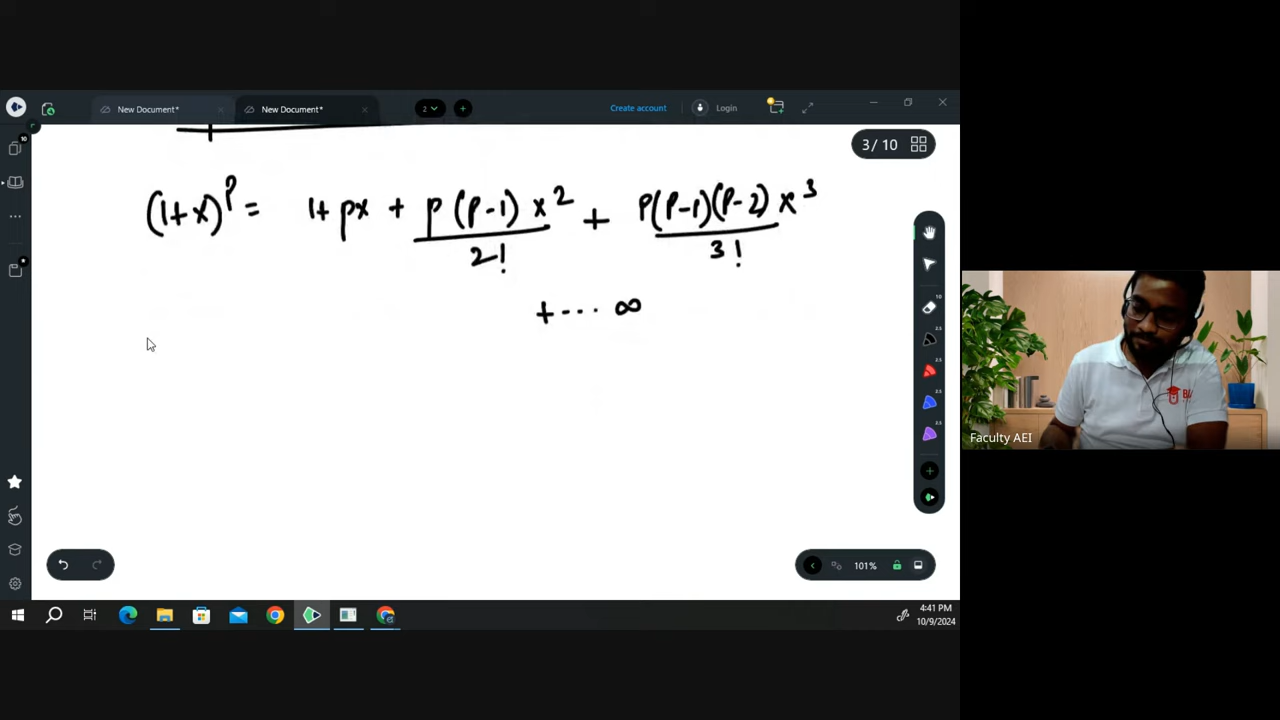 New Document*
New Document*
2
Create account
Login
3 / 10
(1+x)^p = 1+ px + p(p-1)x^2 / 2! + p(p-1)(p-2)x^3 / 3!
+ ... ∞
101%
Faculty AEI
4:41 PM
10/9/2024